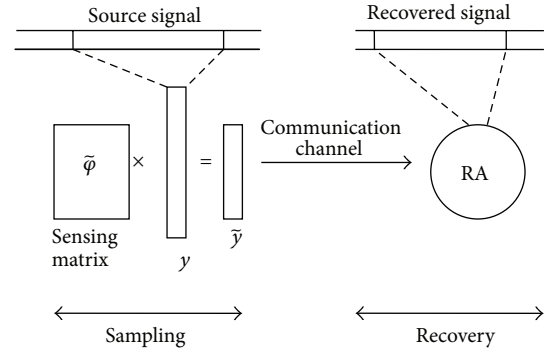 Source signal
Recovered signal
φ̃ × = ỹ
Communication
channel
RA
Sensing
matrix
y
Sampling
Recovery